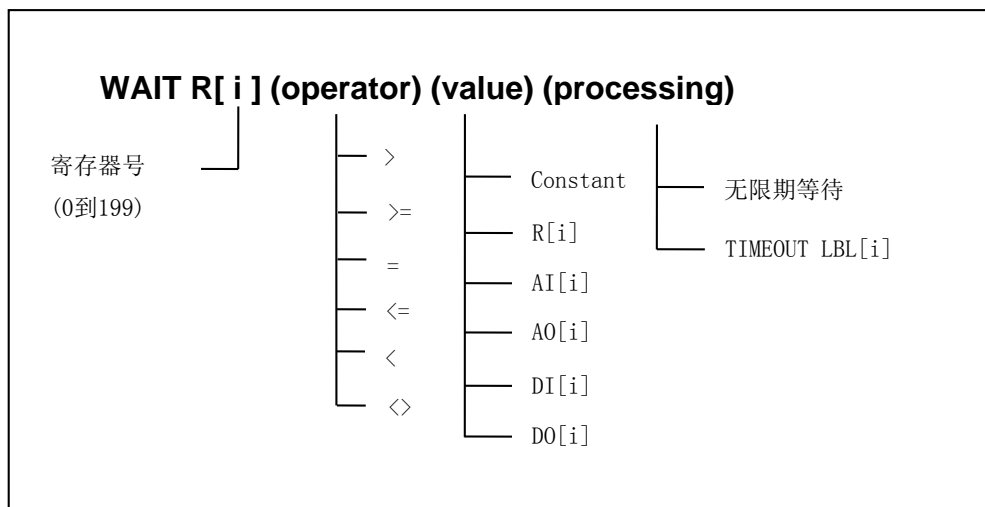 WAIT R[ i ] (operator) (value) (processing)
寄存器号
(0到199)
>
>=
=
<=
<
<>
Constant
R[i]
AI[i]
AO[i]
DI[i]
DO[i]
无限期等待
TIMEOUT LBL[i]